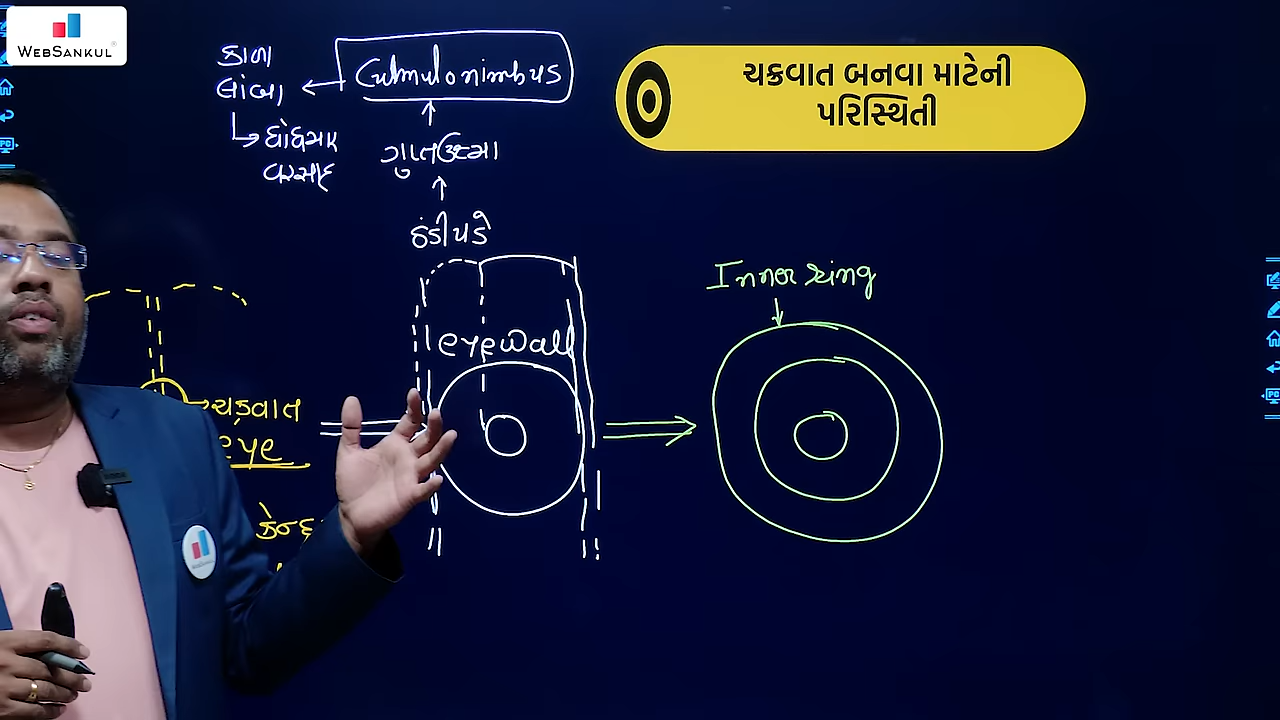 WEBSANKUL
ચક્રવાત બનવા માટેની
પરિસ્થિતી
કાળા
લાંબા
Cumulonimbus
ધોધમાર
વરસાદ
ગુપ્તઉષ્મા
ઠંડી પડે
eyewall
Inner ring
ચક્રવાત
eye
કેન્દ્ર